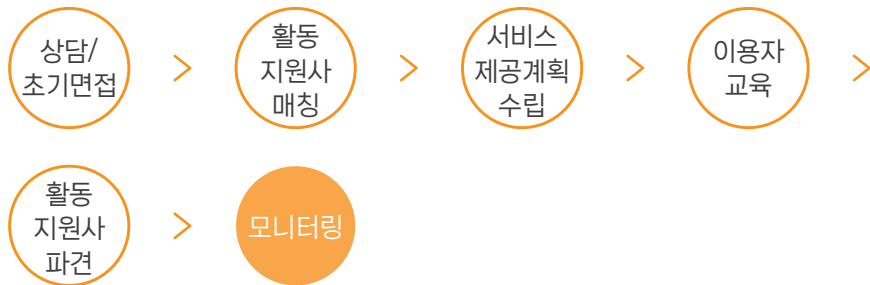 상담/
초기면접
활동
지원사
매칭
서비스
제공계획
수립
이용자
교육
활동
지원사
파견
모니터링